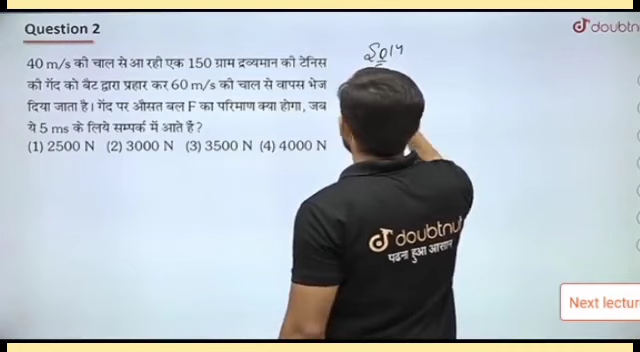 Question 2
doubtn
40 m/s की चाल से आ रही एक 150 ग्राम द्रव्यमान की टेनिस
की गेंद को बैट द्वारा प्रहार कर 60 m/s की चाल से वापस भेज
दिया जाता है। गेंद पर औसत बल F का परिमाण क्या होगा, जब
ये 5 ms के लिये सम्पर्क में आते हैं?
(1) 2500 N (2) 3000 N (3) 3500 N (4) 4000 N
doubtnut
पढना हुआ आसान
Next lectur